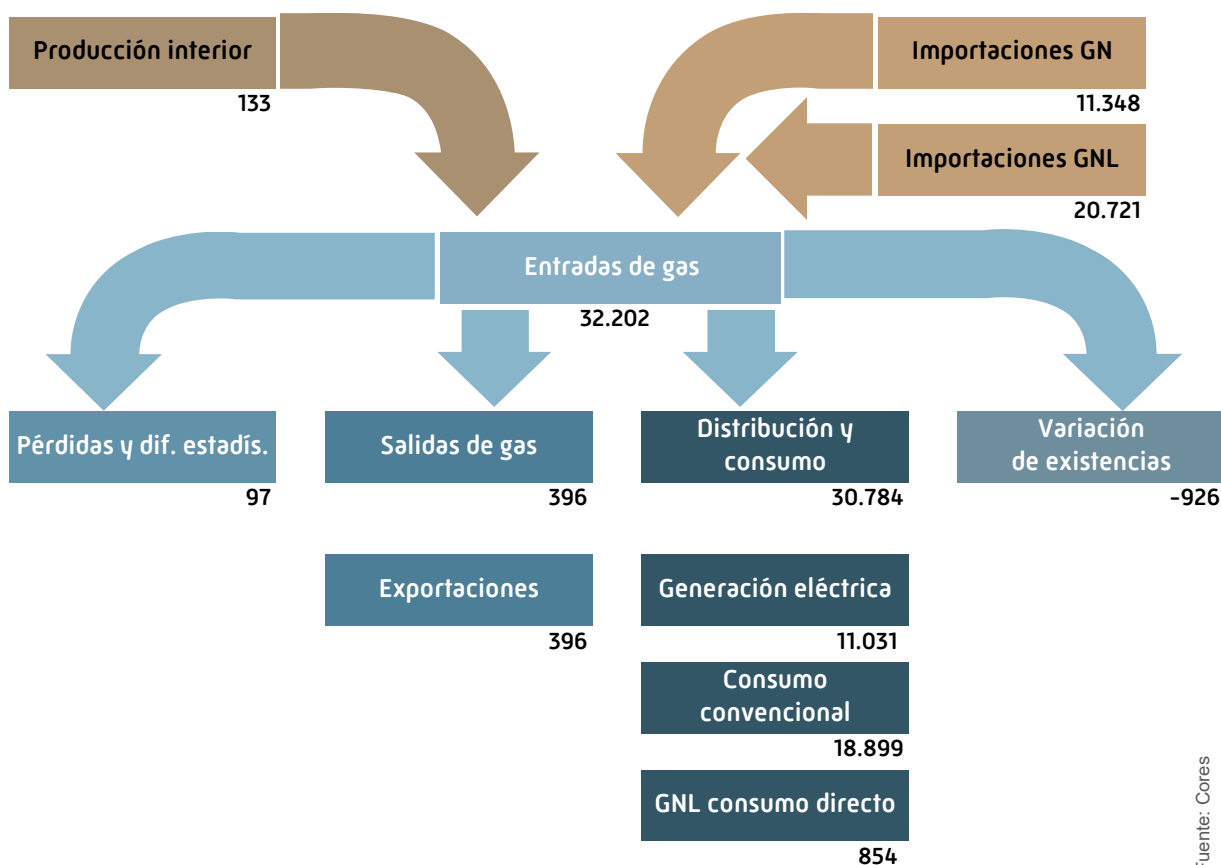 Producción interior
133
Importaciones GN
11.348
Importaciones GNL
20.721
Entradas de gas
32.202
Pérdidas y dif. estadís.
97
Salidas de gas
396
Distribución y
consumo
30.784
Variación
de existencias
-926
Exportaciones
396
Generación eléctrica
11.031
Consumo
convencional
18.899
GNL consumo directo
854
Fuente: Cores